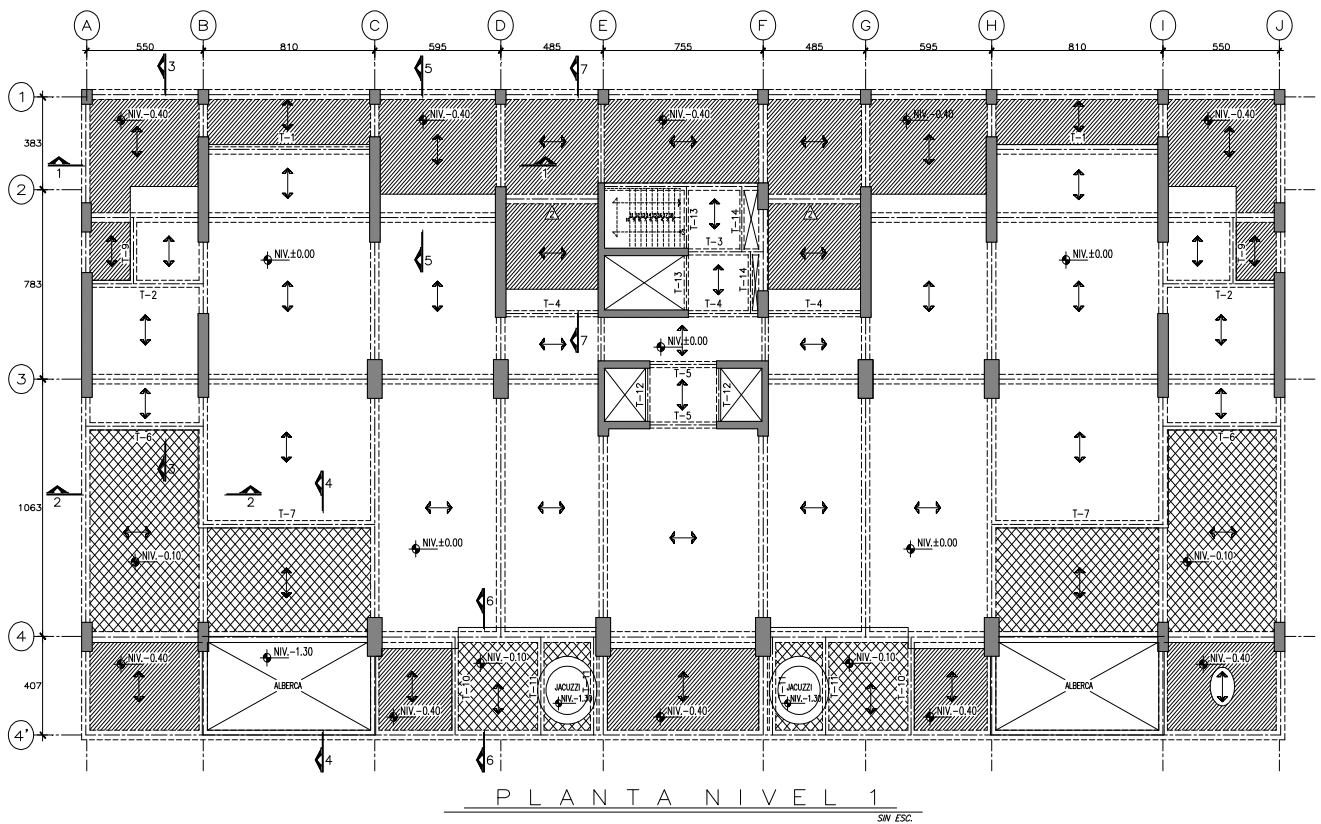 A B C D E F G H I J
550 810 595 485 755 485 595 810 550
3 5 7
1
NIV.-0.40 NIV.-0.40 NIV.-0.40 NIV.-0.40 NIV.-0.40
T-1 T-1
383
1 1
2
T-13 T-14
T-3
T-9 T-9
NIV.±0.00 NIV.±0.00
5
T-13 T-14
783
T-2 T-4 T-4 T-4 T-2
7
NIV.±0.00
3
T-5
T-12 T-12
T-5
T-6 T-6
3
4
2 2
1063
T-7 T-7
NIV.±0.00 NIV.±0.00
NIV.-0.10 NIV.-0.10
6
4
NIV.-0.40 NIV.-1.30 NIV.-0.10 NIV.-0.10 NIV.-0.40
407
ALBERCA T-10 T-11 JACUZZI T-11 T-11 JACUZZI T-11 T-10 ALBERCA
NIV.-1.30 NIV.-1.30
NIV.-0.40 NIV.-0.40 NIV.-0.40
4'
4 6
PLANTA NIVEL 1
SIN ESC.